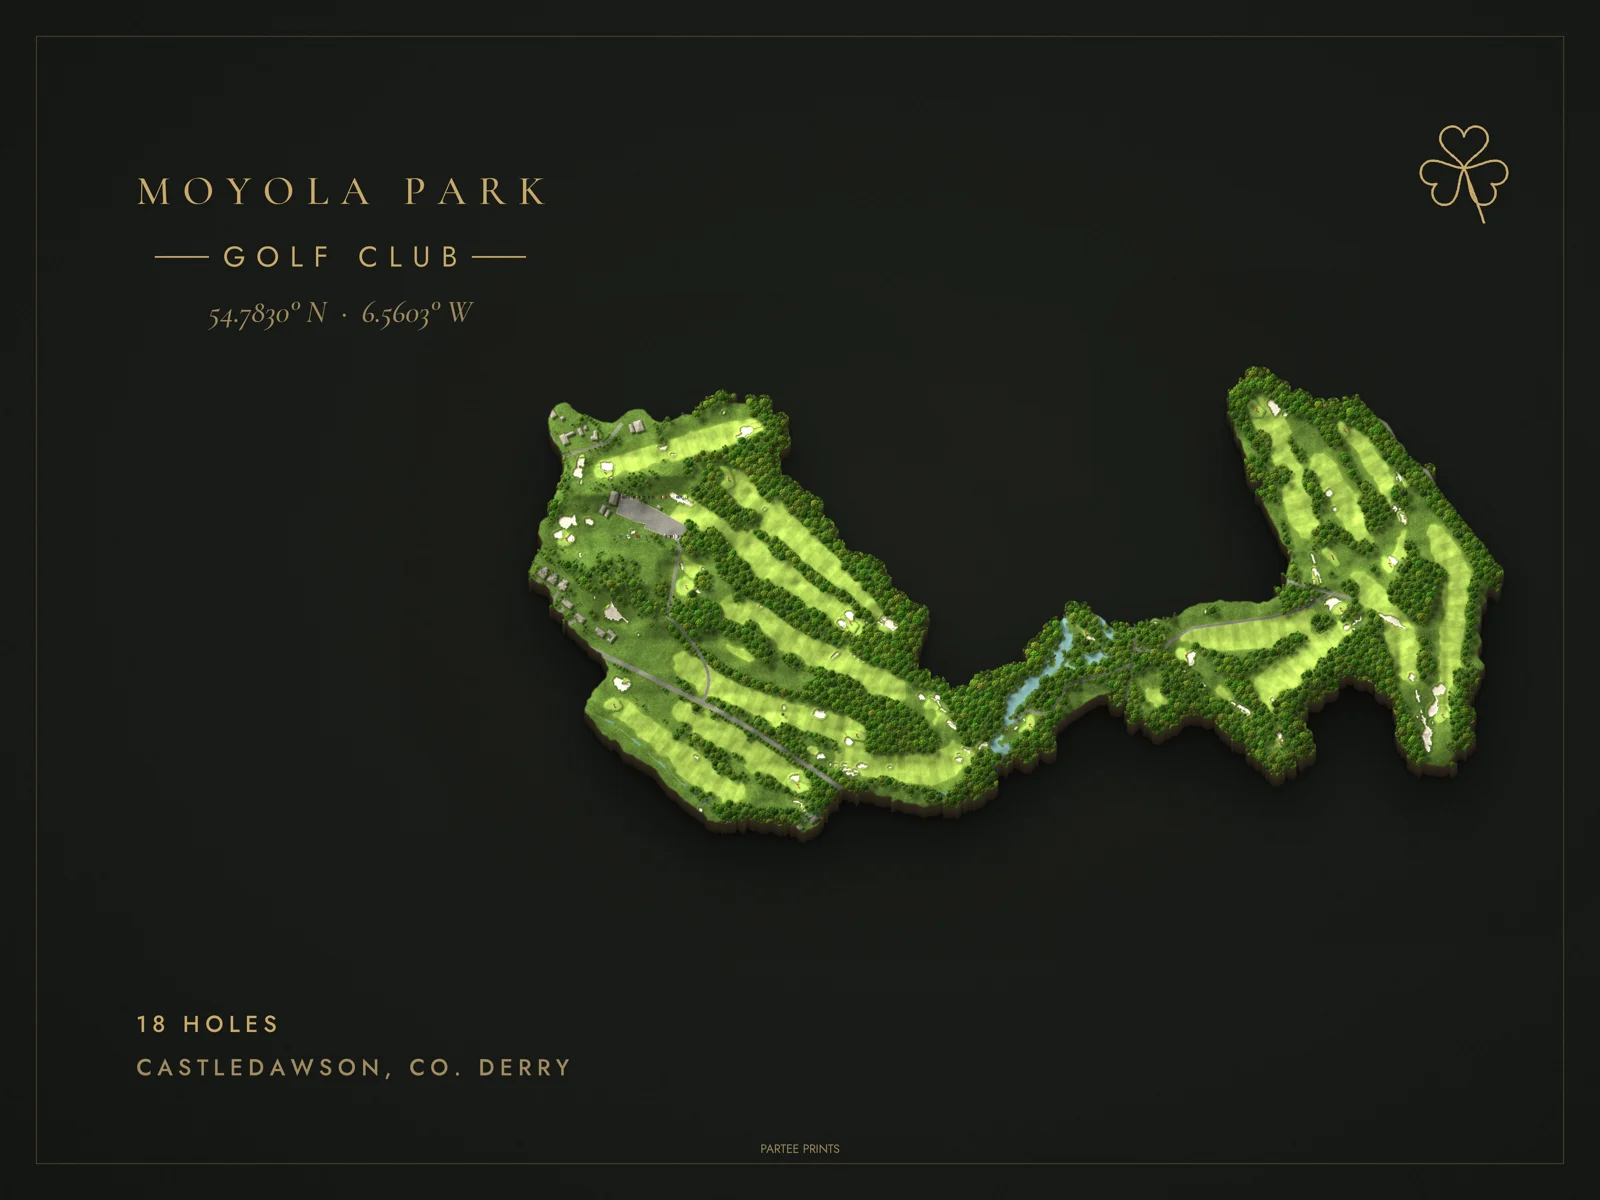 MOYOLA PARK
GOLF CLUB
54.7830° N · 6.5603° W
18 HOLES
CASTLEDAWSON, CO. DERRY
PARTEE PRINTS